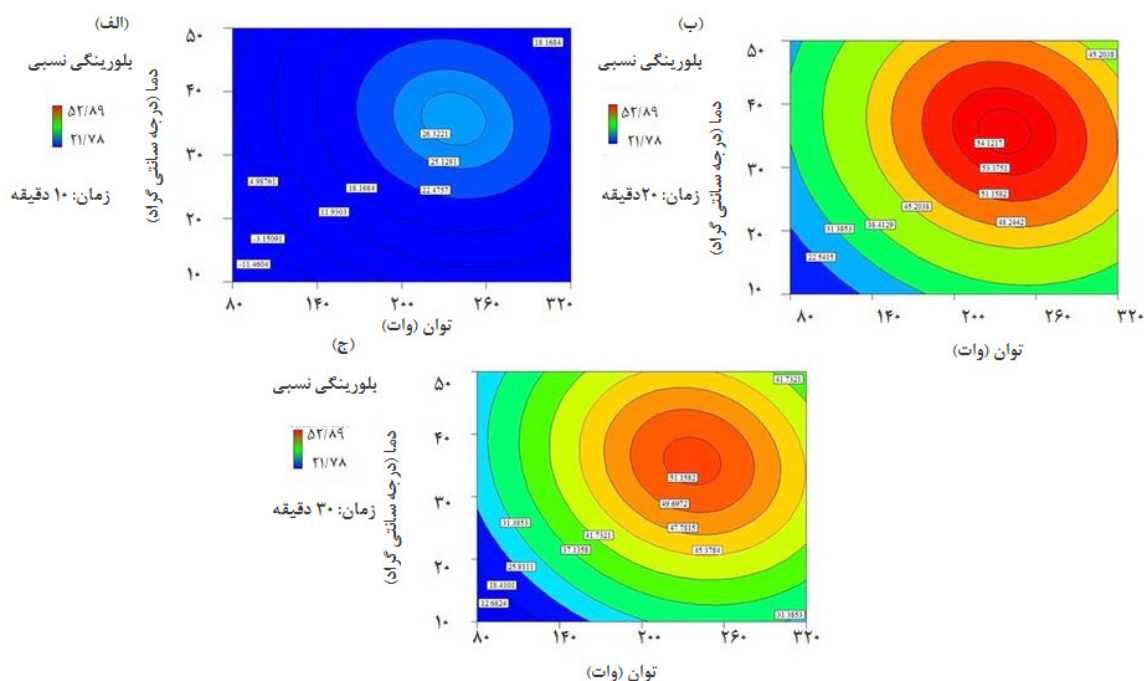 (الف)
بلورینگی نسبی
۵۲/۸۹
۲۱/۷۸
زمان: ۱۰ دقیقه
دما (درجه سانتی گراد)
۵۰
۴۰
۳۰
۲۰
۱۰
18.1684
26.3221
25.1281
22.4757
18.1684
11.9303
4.98761
-3.15091
-11.4604
۸۰ ۱۴۰ ۲۰۰ ۲۶۰ ۳۲۰
توان (وات)
(ب)
بلورینگی نسبی
۵۲/۸۹
۲۱/۷۸
زمان: ۲۰دقیقه
دما (درجه سانتی گراد)
۵۰
۴۰
۳۰
۲۰
۱۰
45.2038
54.1217
53.1751
51.1582
48.2442
45.2038
38.4129
31.3853
22.5415
۸۰ ۱۴۰ ۲۰۰ ۲۶۰ ۳۲۰
توان (وات)
(ج)
بلورینگی نسبی
۵۲/۸۹
۲۱/۷۸
زمان: ۳۰ دقیقه
دما (درجه سانتی گراد)
۵۰
۴۰
۳۰
۲۰
۱۰
41.7321
51.1582
49.6972
47.7815
45.3784
41.7321
37.1358
31.3853
25.8111
18.4101
12.6824
31.3853
۸۰ ۱۴۰ ۲۰۰ ۲۶۰ ۳۲۰
توان (وات)